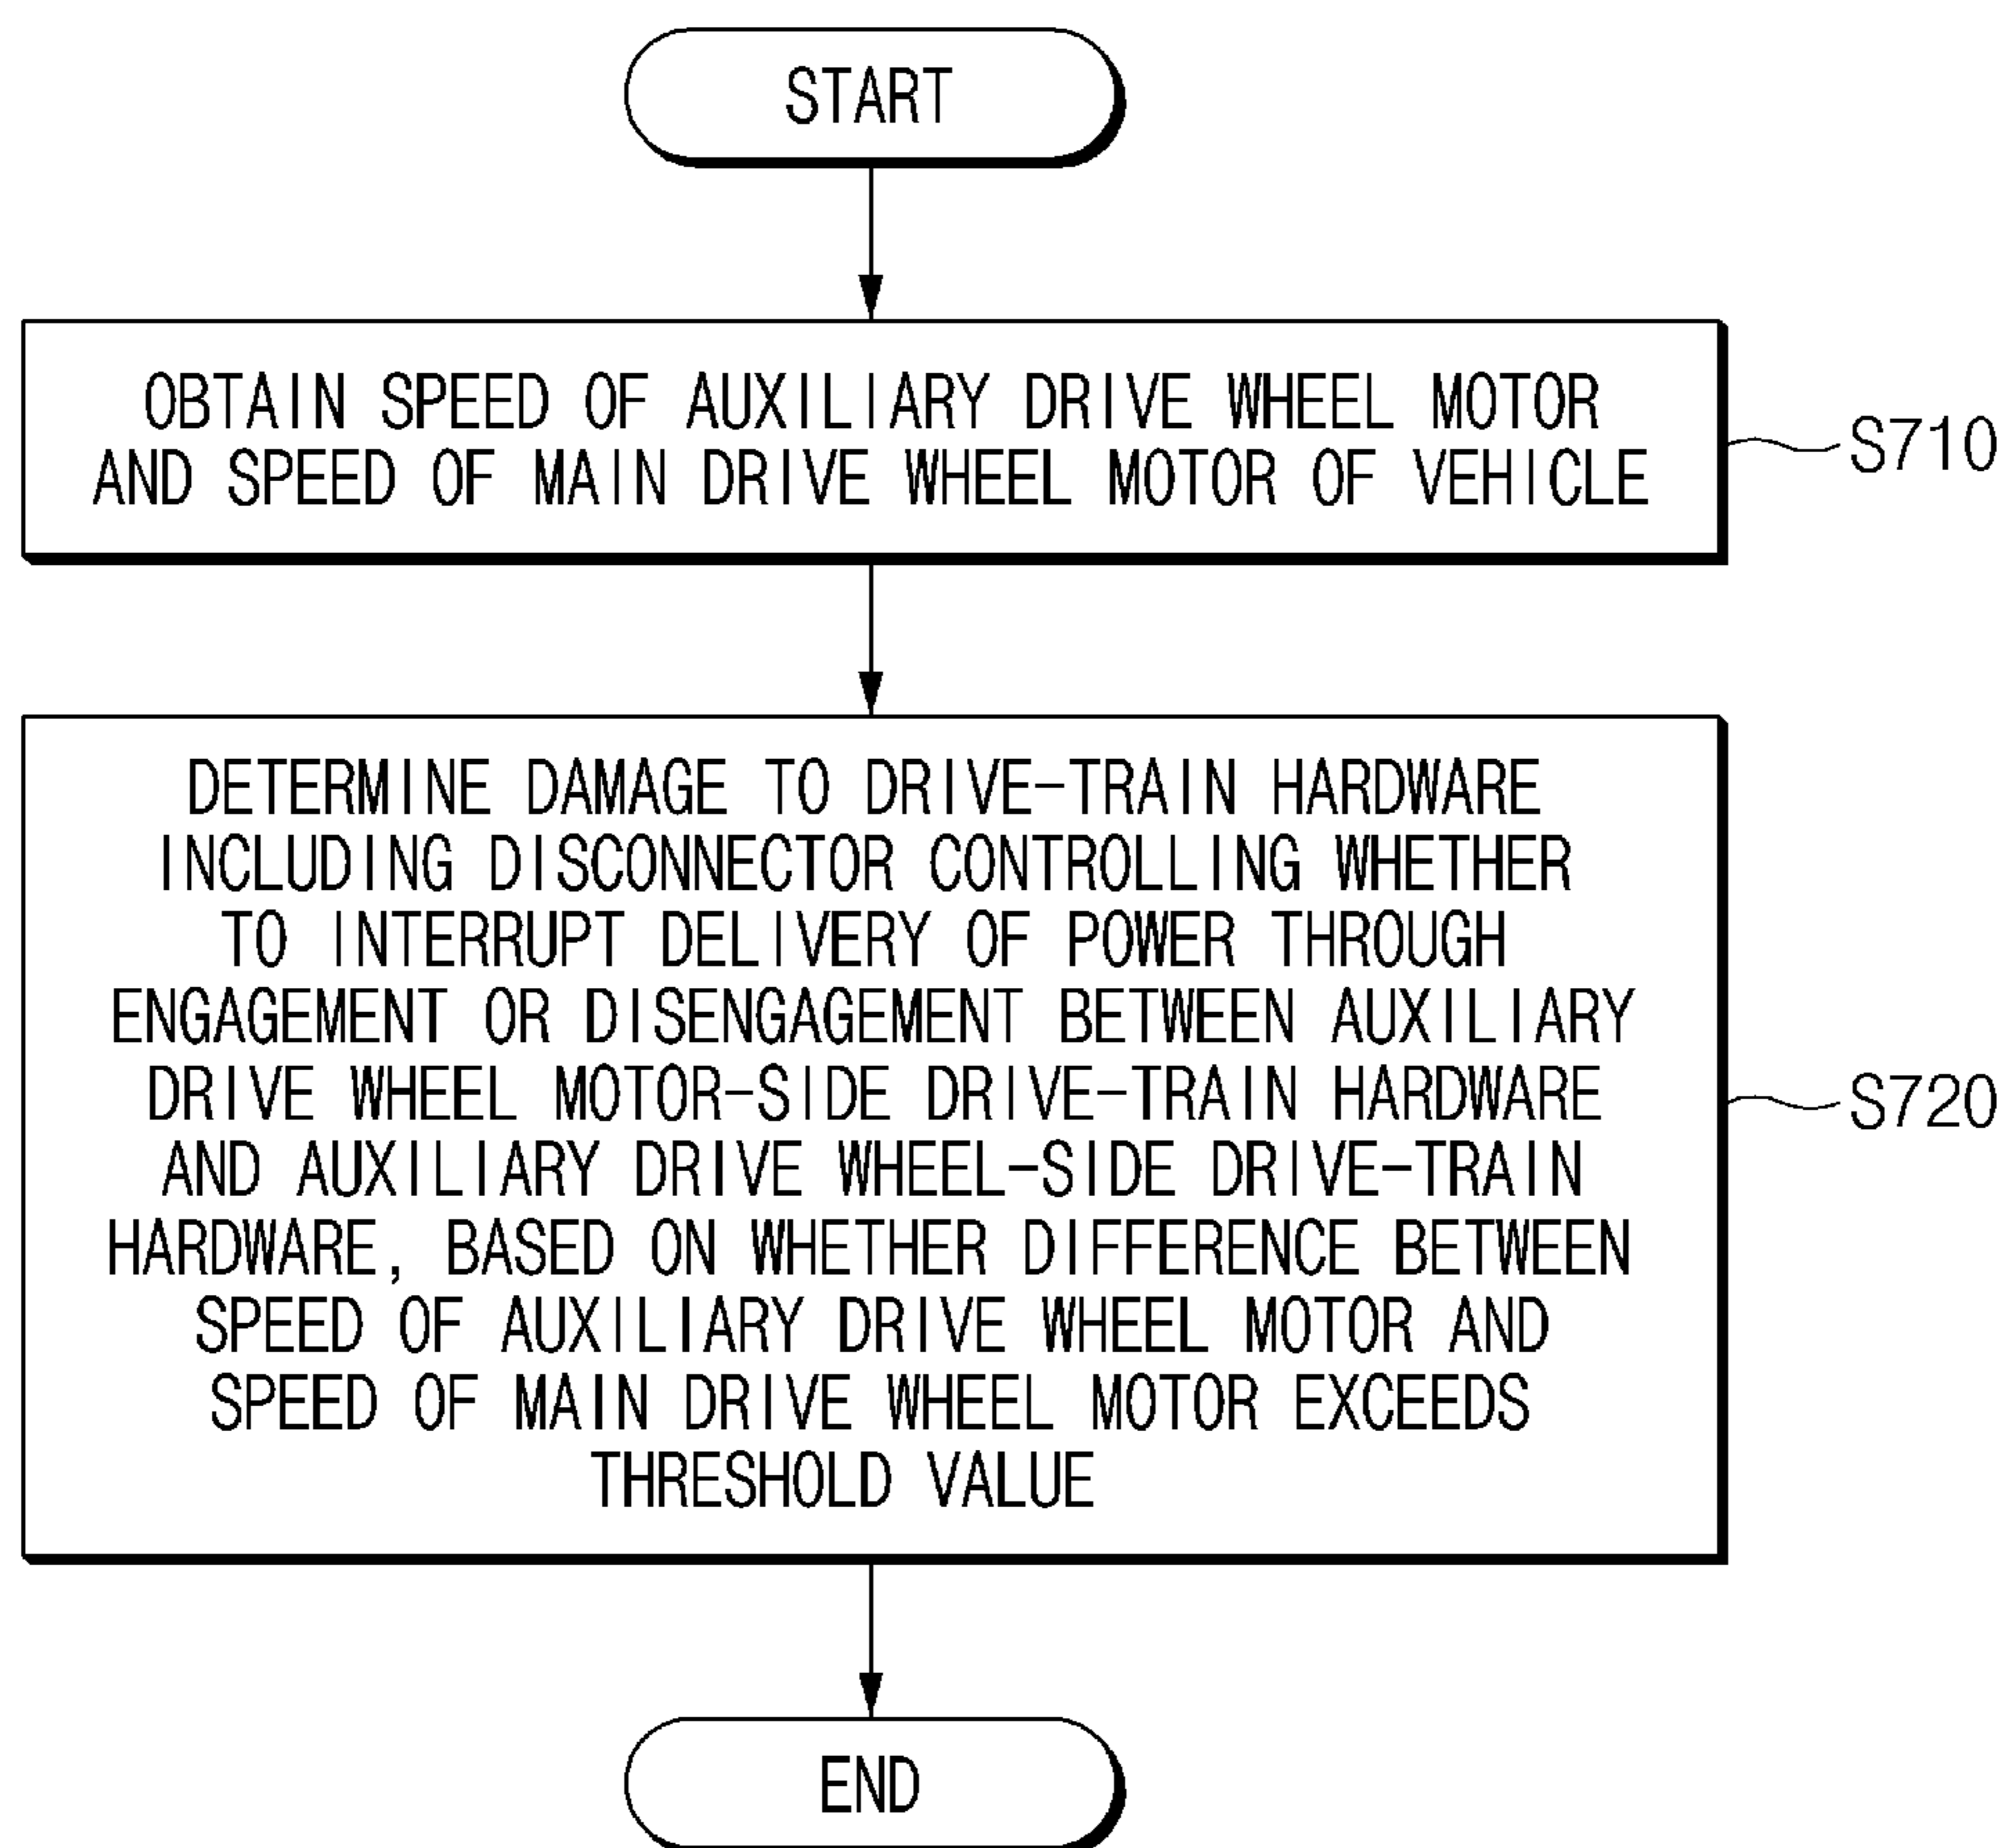 START
OBTAIN SPEED OF AUXILIARY DRIVE WHEEL MOTOR
AND SPEED OF MAIN DRIVE WHEEL MOTOR OF VEHICLE
S710
DETERMINE DAMAGE TO DRIVE-TRAIN HARDWARE
INCLUDING DISCONNECTOR CONTROLLING WHETHER
TO INTERRUPT DELIVERY OF POWER THROUGH
ENGAGEMENT OR DISENGAGEMENT BETWEEN AUXILIARY
DRIVE WHEEL MOTOR-SIDE DRIVE-TRAIN HARDWARE
AND AUXILIARY DRIVE WHEEL-SIDE DRIVE-TRAIN
HARDWARE, BASED ON WHETHER DIFFERENCE BETWEEN
SPEED OF AUXILIARY DRIVE WHEEL MOTOR AND
SPEED OF MAIN DRIVE WHEEL MOTOR EXCEEDS
THRESHOLD VALUE
S720
END